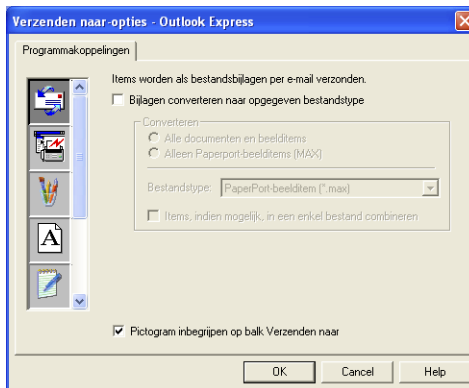 Verzenden naar-opties - Outlook Express
Programmakoppelingen
Items worden als bestandsbijlagen per e-mail verzonden.
Bijlagen converteren naar opgegeven bestandstype
Converteren
Alle documenten en beelditems
Alleen Paperport-beelditems (MAX)
Bestandstype: PaperPort-beelditem (*.max)
Items, indien mogelijk, in een enkel bestand combineren
A
Pictogram inbegrijpen op balk Verzenden naar
OK Cancel Help